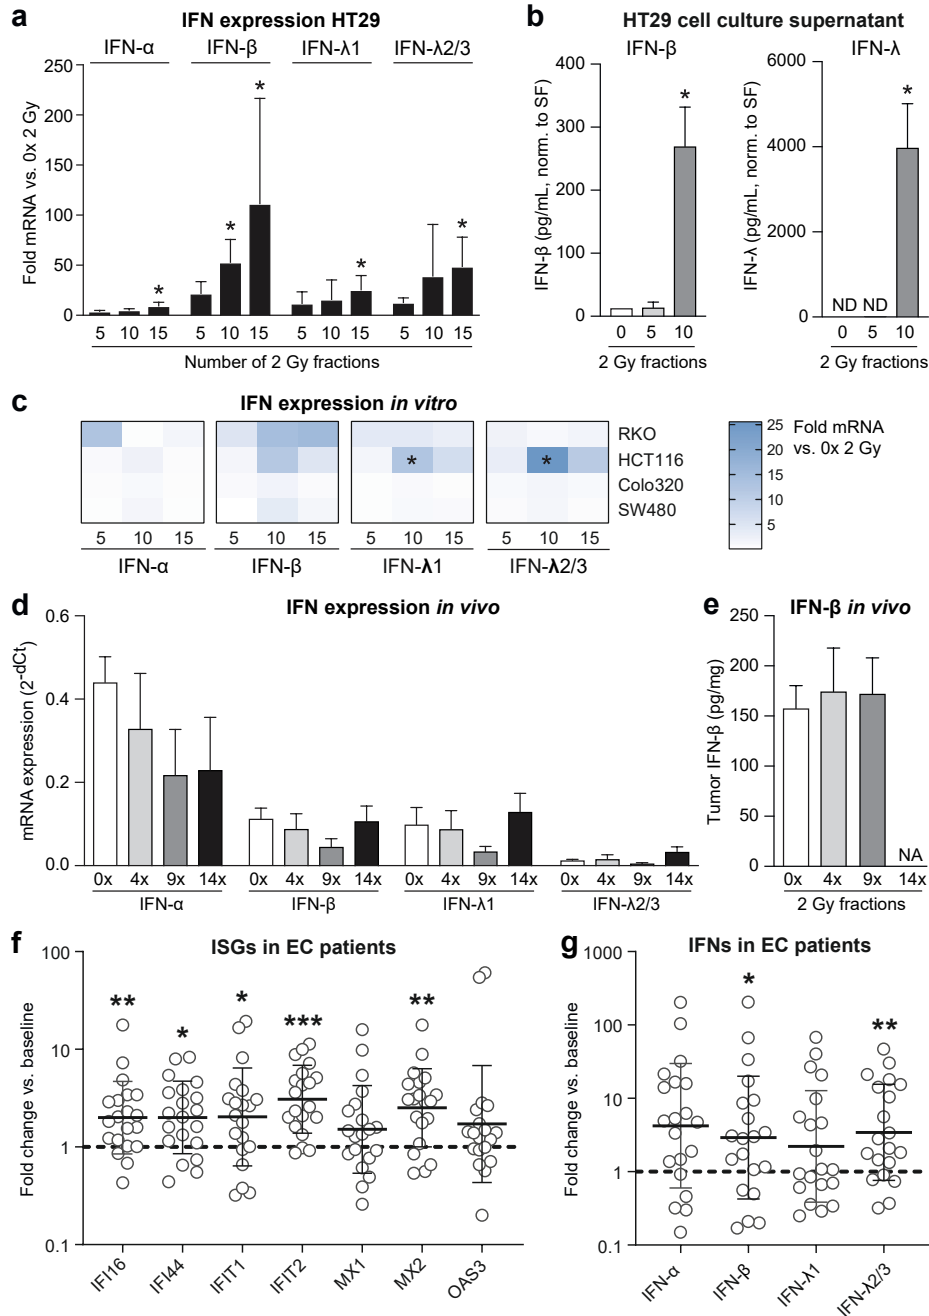 a
IFN expression HT29
IFN-α IFN-β IFN-λ1 IFN-λ2/3
Fold mRNA vs. 0x 2 Gy
250
200
150
100
50
0
* * * * *
5 10 15 5 10 15 5 10 15 5 10 15
Number of 2 Gy fractions
b
HT29 cell culture supernatant
IFN-β
IFN-β (pg/mL, norm. to SF)
400
300
200
100
0
*
0 5 10
2 Gy fractions
IFN-λ
IFN-λ (pg/mL, norm. to SF)
6000
4000
2000
0
*
ND ND
0 5 10
2 Gy fractions
c
IFN expression in vitro
RKO
HCT116
Colo320
SW480
* *
5 10 15 5 10 15 5 10 15 5 10 15
IFN-α IFN-β IFN-λ1 IFN-λ2/3
25
20
15
10
5
Fold mRNA
vs. 0x 2 Gy
d
IFN expression in vivo
mRNA expression (2-dCt)
0.6
0.4
0.2
0.0
0x 4x 9x 14x 0x 4x 9x 14x 0x 4x 9x 14x 0x 4x 9x 14x
IFN-α IFN-β IFN-λ1 IFN-λ2/3
e
IFN-β in vivo
Tumor IFN-β (pg/mg)
250
200
150
100
50
0
NA
0x 4x 9x 14x
2 Gy fractions
f
ISGs in EC patients
Fold change vs. baseline
100
10
1
0.1
** * * *** **
IFI16 IFI44 IFIT1 IFIT2 MX1 MX2 OAS3
g
IFNs in EC patients
Fold change vs. baseline
1000
100
10
1
0.1
* **
IFN-α IFN-β IFN-λ1 IFN-λ2/3